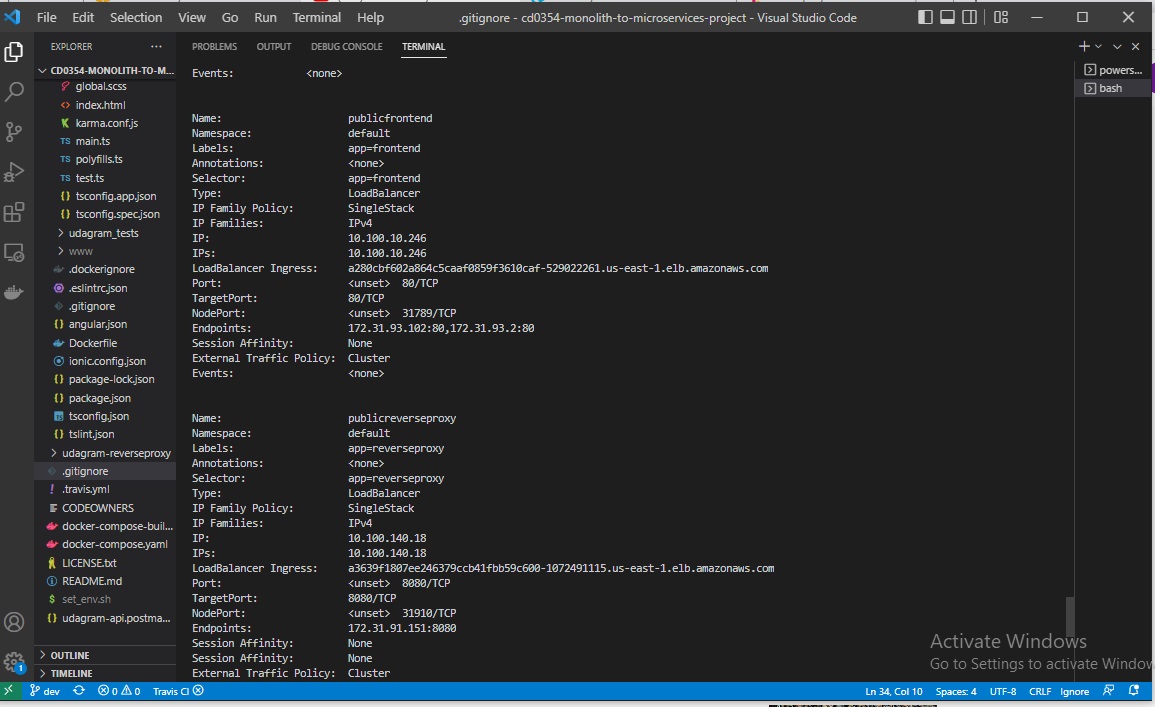 File Edit Selection View Go Run Terminal Help
.gitignore - cd0354-monolith-to-microservices-project - Visual Studio Code
EXPLORER ...
CD0354-MONOLITH-TO-M...
global.scss
index.html
karma.conf.js
TS main.ts
TS polyfills.ts
TS test.ts
{} tsconfig.app.json
{} tsconfig.spec.json
> udagram_tests
> www
.dockerignore
.eslintrc.json
.gitignore
{} angular.json
Dockerfile
ionic.config.json
{} package-lock.json
{} package.json
tsconfig.json
{} tslint.json
> udagram-reverseproxy
.gitignore
! .travis.yml
CODEOWNERS
docker-compose-buil...
docker-compose.yaml
LICENSE.txt
README.md
$ set_env.sh
{} udagram-api.postma...
> OUTLINE
> TIMELINE
1
PROBLEMS OUTPUT DEBUG CONSOLE TERMINAL
Events: <none>
Name: publicfrontend
Namespace: default
Labels: app=frontend
Annotations: <none>
Selector: app=frontend
Type: LoadBalancer
IP Family Policy: SingleStack
IP Families: IPv4
IP: 10.100.10.246
IPs: 10.100.10.246
LoadBalancer Ingress: a280cbf602a864c5caaf0859f3610caf-529022261.us-east-1.elb.amazonaws.com
Port: <unset> 80/TCP
TargetPort: 80/TCP
NodePort: <unset> 31789/TCP
Endpoints: 172.31.93.102:80,172.31.93.2:80
Session Affinity: None
External Traffic Policy: Cluster
Events: <none>
Name: publicreverseproxy
Namespace: default
Labels: app=reverseproxy
Annotations: <none>
Selector: app=reverseproxy
Type: LoadBalancer
IP Family Policy: SingleStack
IP Families: IPv4
IP: 10.100.140.18
IPs: 10.100.140.18
LoadBalancer Ingress: a3639f1807ee246379ccb41fbb59c600-1072491115.us-east-1.elb.amazonaws.com
Port: <unset> 8080/TCP
TargetPort: 8080/TCP
NodePort: <unset> 31910/TCP
Endpoints: 172.31.91.151:8080
Session Affinity: None
Session Affinity: None
External Traffic Policy: Cluster
powers...
bash
Activate Windows
Go to Settings to activate Window
dev 0 0 Travis CI
Ln 34, Col 10 Spaces: 4 UTF-8 CRLF Ignore